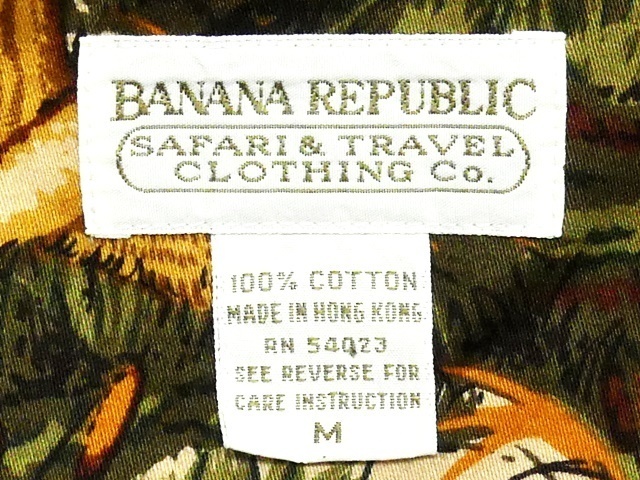 BANANA REPUBLIC
SAFARI & TRAVEL
CLOTHING Co.
100% COTTON
MADE IN HONG KONG
RN 54023
SEE REVERSE FOR
CARE INSTRUCTION
M